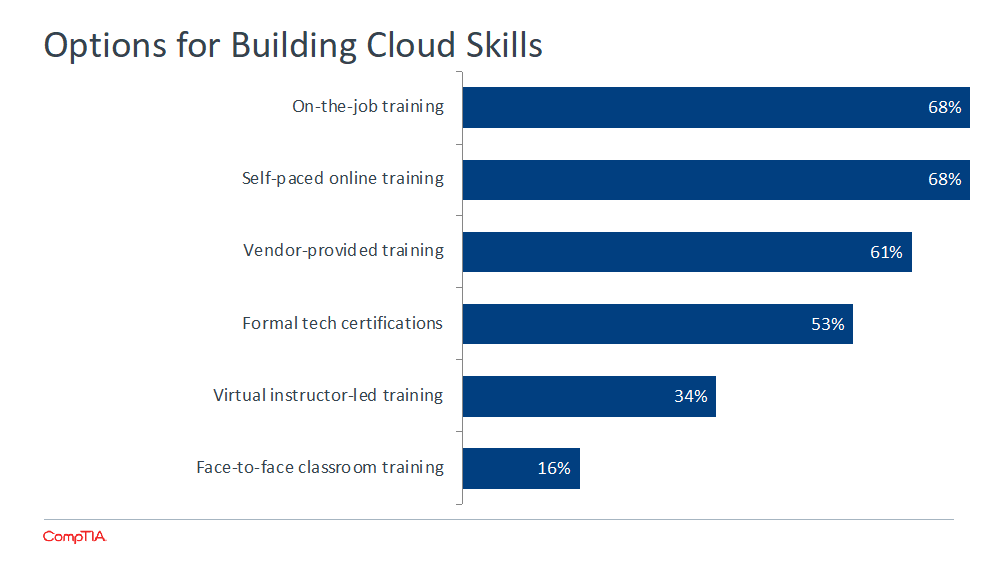 Options for Building Cloud Skills
On-the-job training
68%
Self-paced online training
68%
Vendor-provided training
61%
Formal tech certifications
53%
Virtual instructor-led training
34%
Face-to-face classroom training
16%
CompTIA.